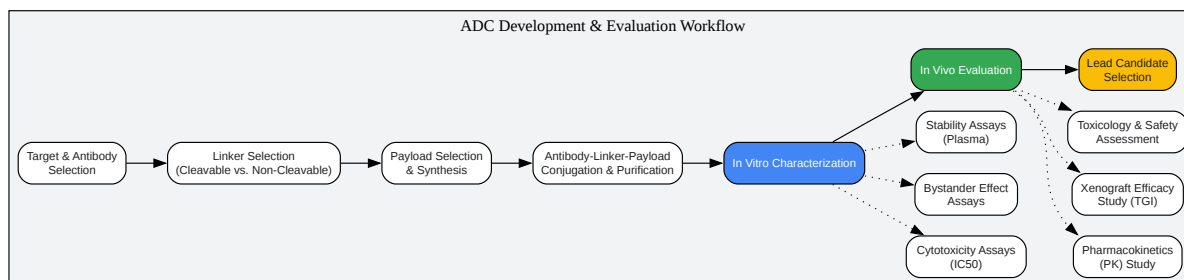 ADC Development & Evaluation Workflow
Target & Antibody
Selection
Linker Selection
(Cleavable vs. Non-Cleavable)
Payload Selection
& Synthesis
Antibody-Linker-Payload
Conjugation & Purification
In Vitro Characterization
In Vivo Evaluation
Lead Candidate
Selection
Stability Assays
(Plasma)
Toxicology & Safety
Assessment
Bystander Effect
Assays
Xenograft Efficacy
Study (TGI)
Cytotoxicity Assays
(IC50)
Pharmacokinetics
(PK) Study